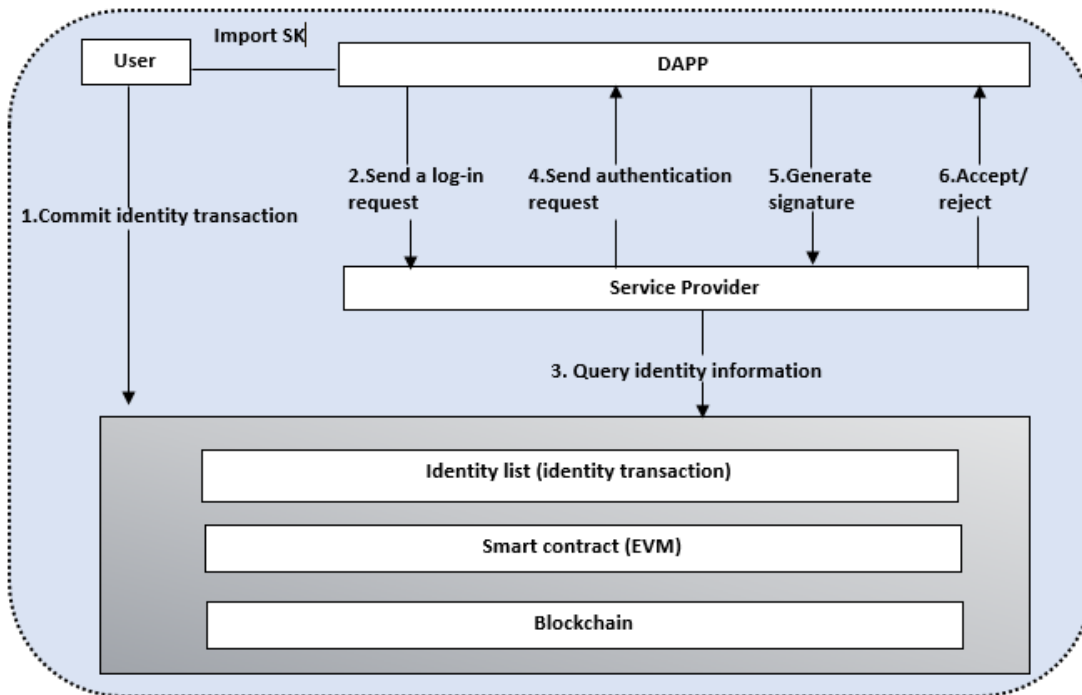 Import SK
User
DAPP
2.Send a log-in
request
4.Send authentication
request
5.Generate
signature
6.Accept/
reject
1.Commit identity transaction
Service Provider
3. Query identity information
Identity list (identity transaction)
Smart contract (EVM)
Blockchain